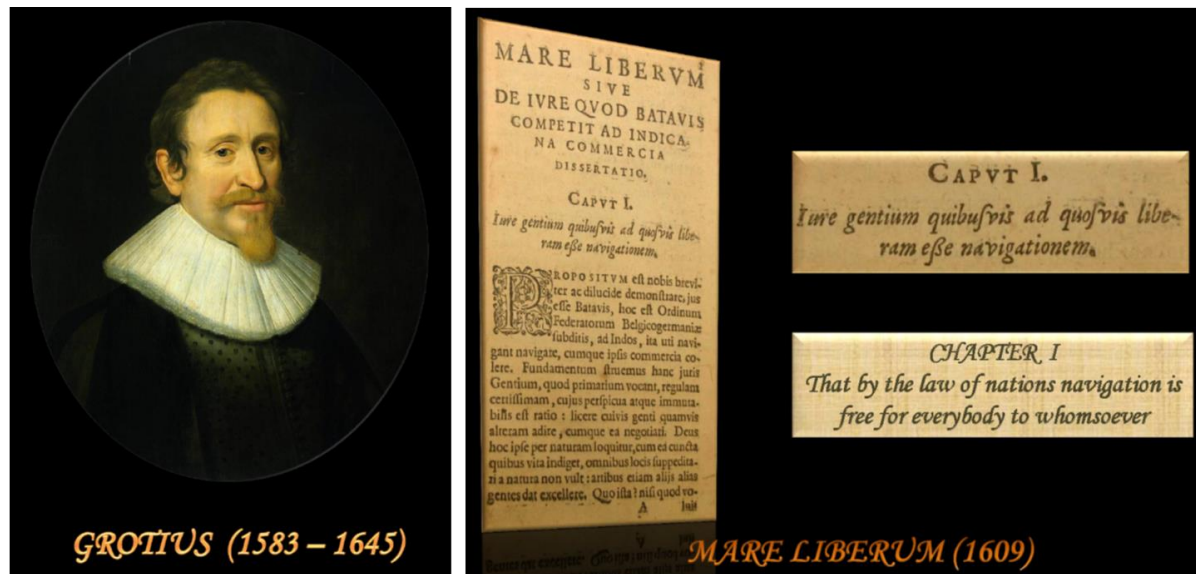 GROTIUS (1583 – 1645)
MARE LIBERVM
SIVE
DE IVRE QVOD BATAVIS
COMPETIT AD INDICA-
NA COMMERCIA
DISSERTATIO.
CAPVT I.
Iure gentium quibuſvis ad quoſvis libe-
ram eſſe navigationem.
PROPOSITVM eſt nobis brevi-
ter ac dilucide demonſtrare, jus
eſſe Batavis, hoc eſt Ordinum
Federatorum Belgicogermaniæ
ſubditis, ad Indos, ita uti navi-
gant navigare, cumque ipſis commercia co-
lere. Fundamentum ſtruemus hanc juris
Gentium, quod primarium vocant, regulam
certiſſimam, cujus perſpicua atque immuta-
bilis eſt ratio : licere cuivis genti quamvis
alteram adire, cumque ea negotiari. Deus
hoc ipſe per naturam loquitur, cum ea cuncta
quibus vita indiget, omnibus locis ſuppedita-
ri a natura non vult : artibus etiam alijs alias
gentes dat excellere. Quo iſta ? niſi quod vo-
A luit
CAPVT I.
Iure gentium quibuſvis ad quoſvis libe-
ram eſſe navigationem.
CHAPTER I
That by the law of nations navigation is
free for everybody to whomsoever
MARE LIBERUM (1609)